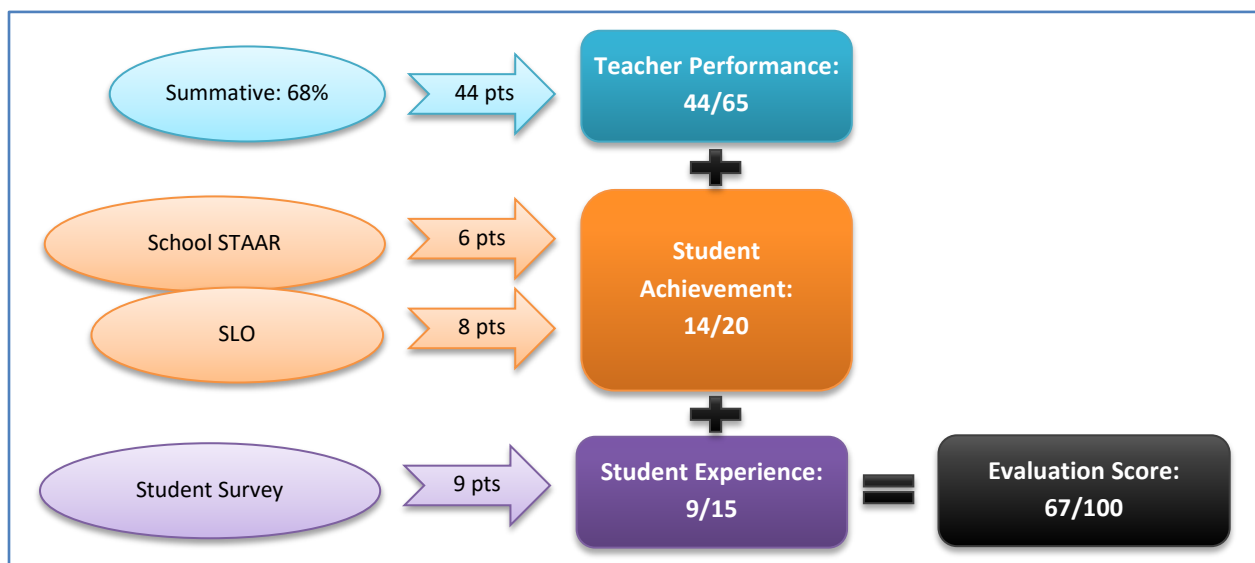 Summative: 68%
44 pts
Teacher Performance:
44/65
School STAAR
6 pts
SLO
8 pts
Student
Achievement:
14/20
Student Survey
9 pts
Student Experience:
9/15
Evaluation Score:
67/100